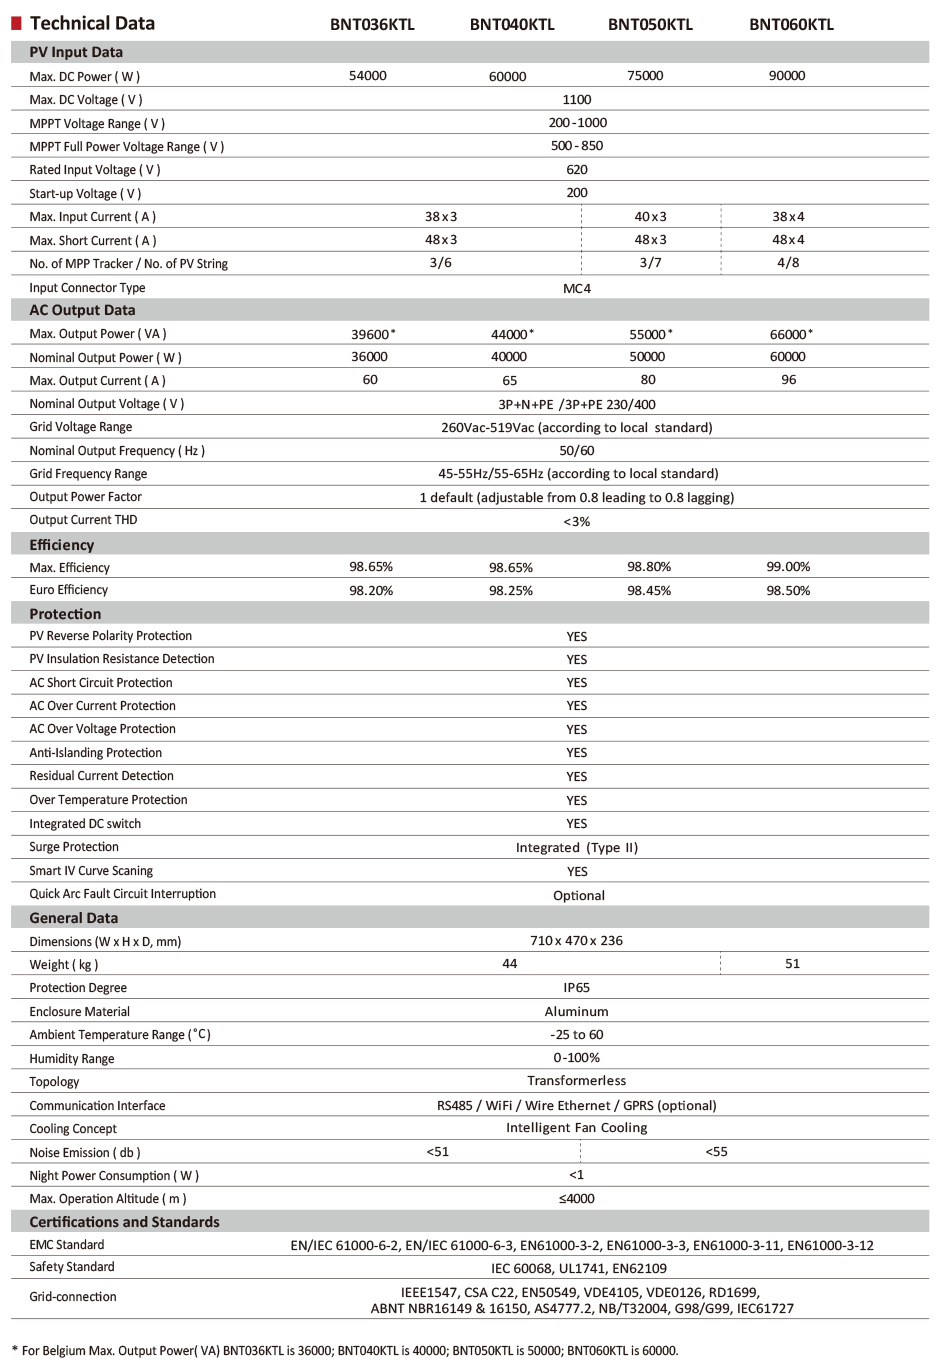 Technical Data BNT036KTL BNT040KTL BNT050KTL BNT060KTL
PV Input Data
Max. DC Power ( W ) 54000 60000 75000 90000
Max. DC Voltage ( V ) 1100
MPPT Voltage Range ( V ) 200-1000
MPPT Full Power Voltage Range ( V ) 500-850
Rated Input Voltage ( V ) 620
Start-up Voltage ( V ) 200
Max. Input Current ( A ) 38x3 40x3 38x4
Max. Short Current ( A ) 48x3 48x3 48x4
No. of MPP Tracker / No. of PV String 3/6 3/7 4/8
Input Connector Type MC4
AC Output Data
Max. Output Power ( VA ) 39600* 44000* 55000* 66000*
Nominal Output Power ( W ) 36000 40000 50000 60000
Max. Output Current ( A ) 60 65 80 96
Nominal Output Voltage ( V ) 3P+N+PE /3P+PE 230/400
Grid Voltage Range 260Vac-519Vac (according to local standard)
Nominal Output Frequency ( Hz ) 50/60
Grid Frequency Range 45-55Hz/55-65Hz (according to local standard)
Output Power Factor 1 default (adjustable from 0.8 leading to 0.8 lagging)
Output Current THD <3%
Efficiency
Max. Efficiency 98.65% 98.65% 98.80% 99.00%
Euro Efficiency 98.20% 98.25% 98.45% 98.50%
Protection
PV Reverse Polarity Protection YES
PV Insulation Resistance Detection YES
AC Short Circuit Protection YES
AC Over Current Protection YES
AC Over Voltage Protection YES
Anti-Islanding Protection YES
Residual Current Detection YES
Over Temperature Protection YES
Integrated DC switch YES
Surge Protection Integrated (Type II)
Smart IV Curve Scaning YES
Quick Arc Fault Circuit Interruption Optional
General Data
Dimensions (W x H x D, mm) 710 x 470 x 236
Weight ( kg ) 44 51
Protection Degree IP65
Enclosure Material Aluminum
Ambient Temperature Range (°C) -25 to 60
Humidity Range 0-100%
Topology Transformerless
Communication Interface RS485 / WiFi / Wire Ethernet / GPRS (optional)
Cooling Concept Intelligent Fan Cooling
Noise Emission ( db ) <51 <55
Night Power Consumption ( W ) <1
Max. Operation Altitude ( m ) ≤4000
Certifications and Standards
EMC Standard EN/IEC 61000-6-2, EN/IEC 61000-6-3, EN61000-3-2, EN61000-3-3, EN61000-3-11, EN61000-3-12
Safety Standard IEC 60068, UL1741, EN62109
Grid-connection IEEE1547, CSA C22, EN50549, VDE4105, VDE0126, RD1699,
ABNT NBR16149 & 16150, AS4777.2, NB/T32004, G98/G99, IEC61727
* For Belgium Max. Output Power( VA) BNT036KTL is 36000; BNT040KTL is 40000; BNT050KTL is 50000; BNT060KTL is 60000.